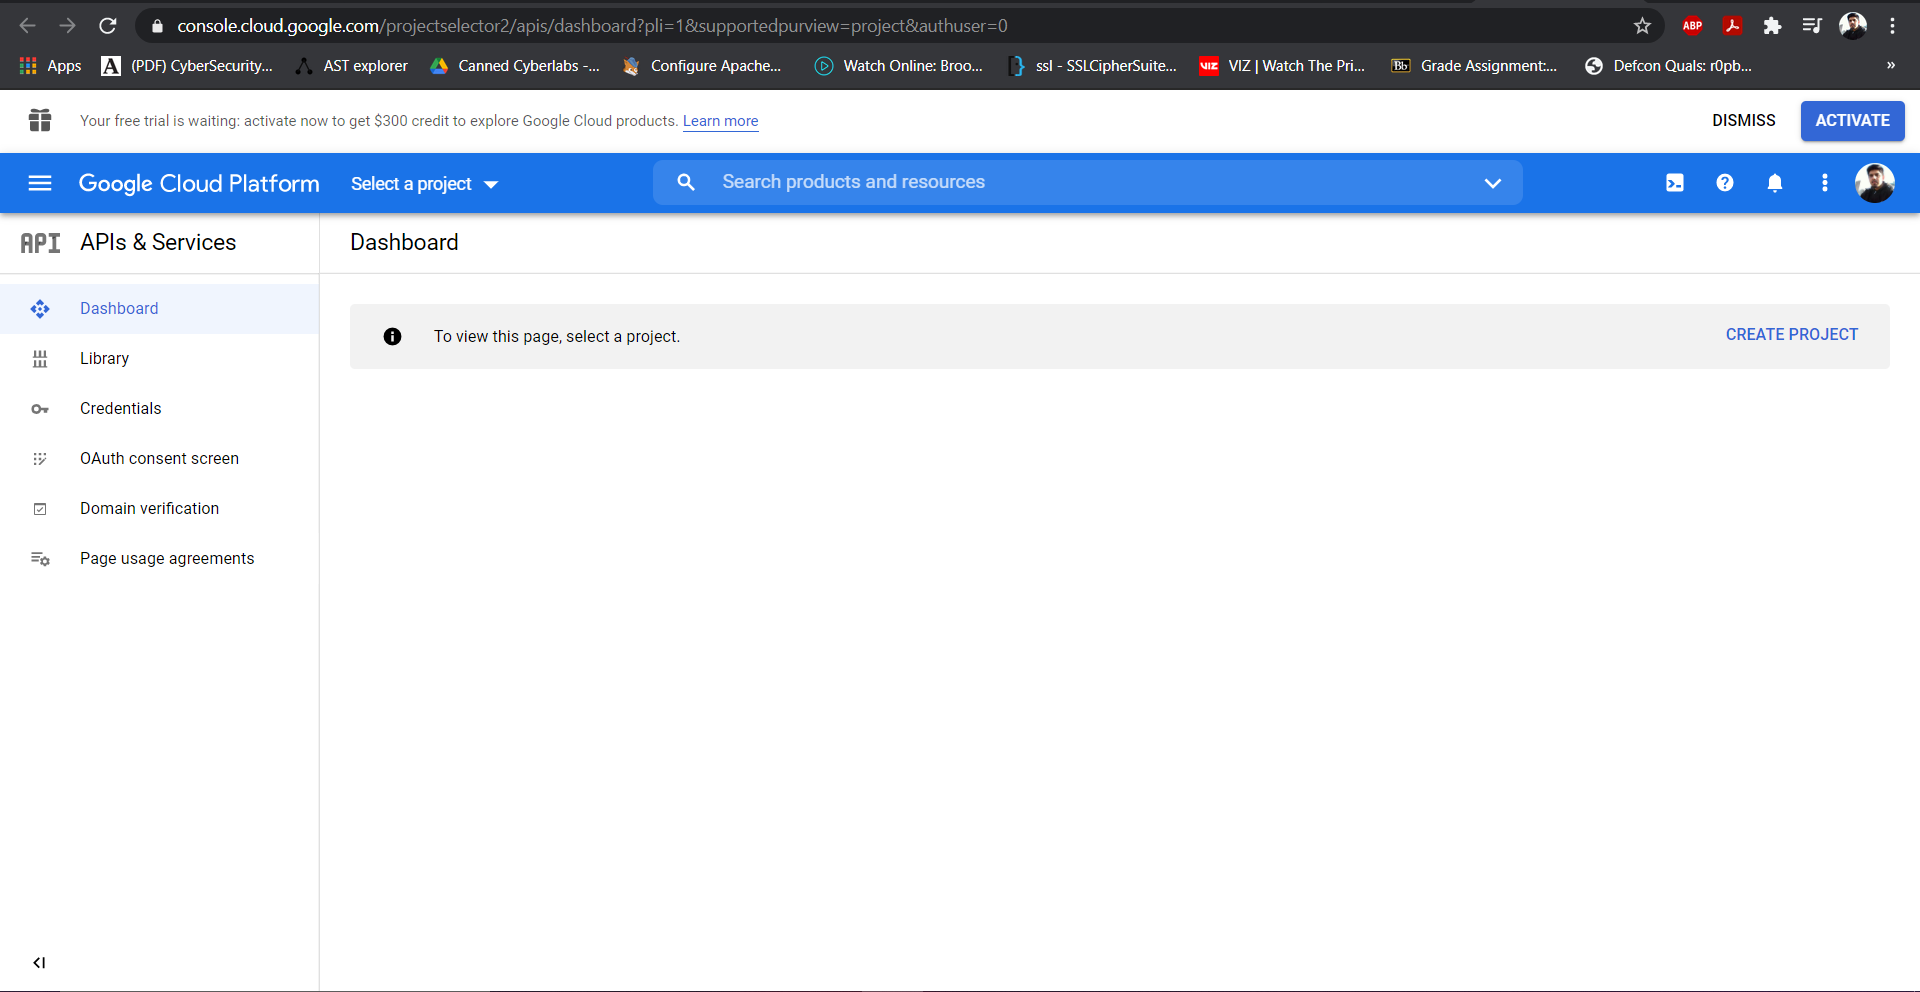 console.cloud.google.com/projectselector2/apis/dashboard?pli=1&supportedpurview=project&authuser=0
ABP
Apps A (PDF) CyberSecurity... AST explorer Canned Cyberlabs -... Configure Apache... Watch Online: Broo... ssl - SSLCipherSuite... VIZ VIZ | Watch The Pri... Bb Grade Assignment:... Defcon Quals: r0pb... »
Your free trial is waiting: activate now to get $300 credit to explore Google Cloud products. Learn more
DISMISS ACTIVATE
Google Cloud Platform Select a project Search products and resources
API APIs & Services
Dashboard
Dashboard
Library
Credentials
OAuth consent screen
Domain verification
Page usage agreements
To view this page, select a project. CREATE PROJECT